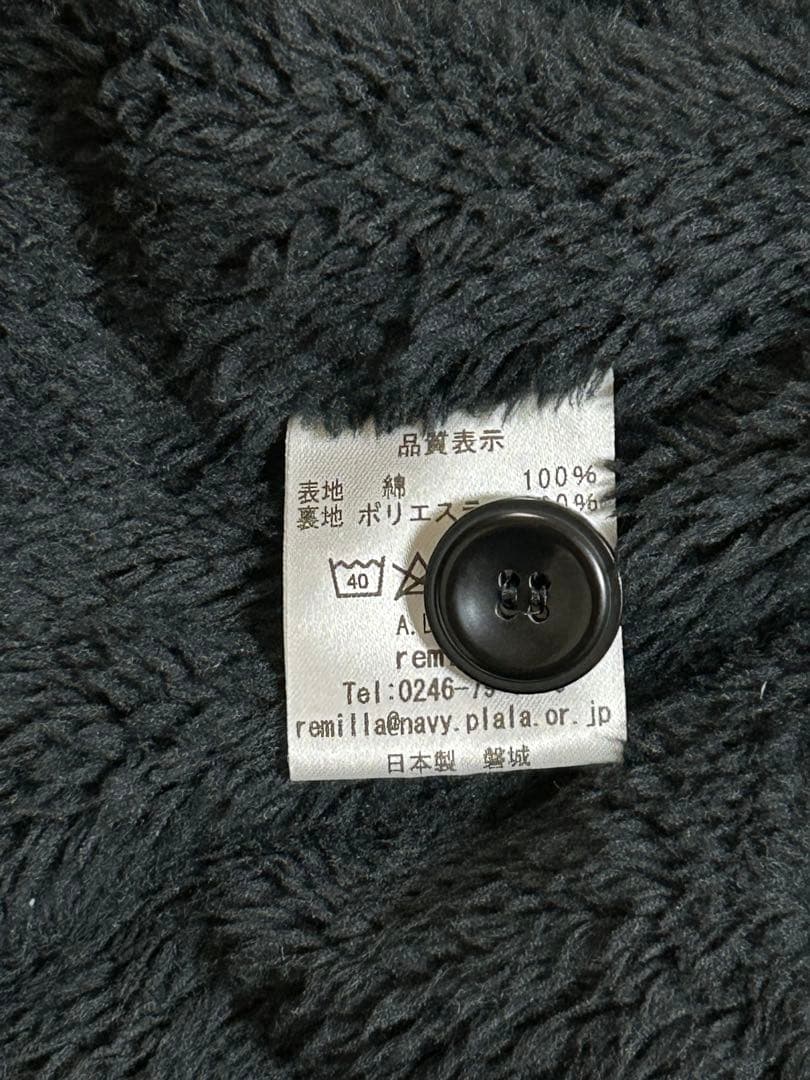 品質表示
表地 綿 100%
裏地 ポリエステ 0%
40
A.
rem
Tel:0246-7
remilla@navy.plala.or.jp
日本製 磐城